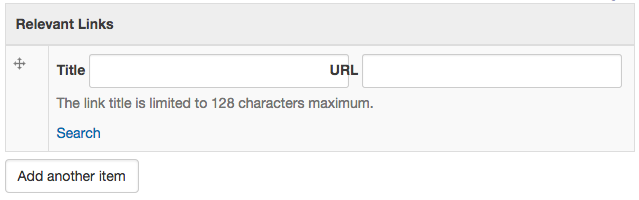 Relevant Links
Title URL
The link title is limited to 128 characters maximum.
Search
Add another item